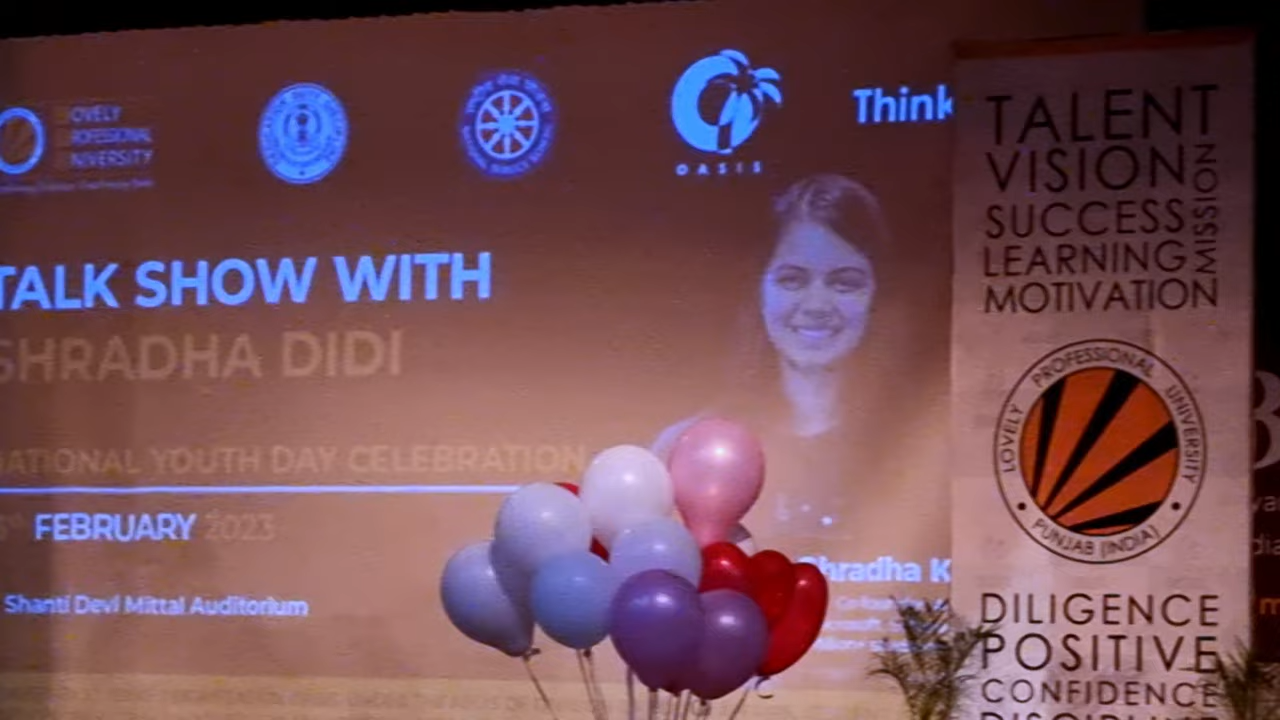 OVELY
ROFESSIONAL
NIVERSITY
OASIS
Think
TALK SHOW WITH
SHRADHA DIDI
NATIONAL YOUTH DAY CELEBRATION
FEBRUARY 2023
Shanti Devi Mittal Auditorium
Shradha K
TALENT
VISION
SUCCESS
LEARNING
MOTIVATION
MISSION
LOVELY PROFESSIONAL UNIVERSITY
PUNJAB (INDIA)
DILIGENCE
POSITIVE
CONFIDENCE